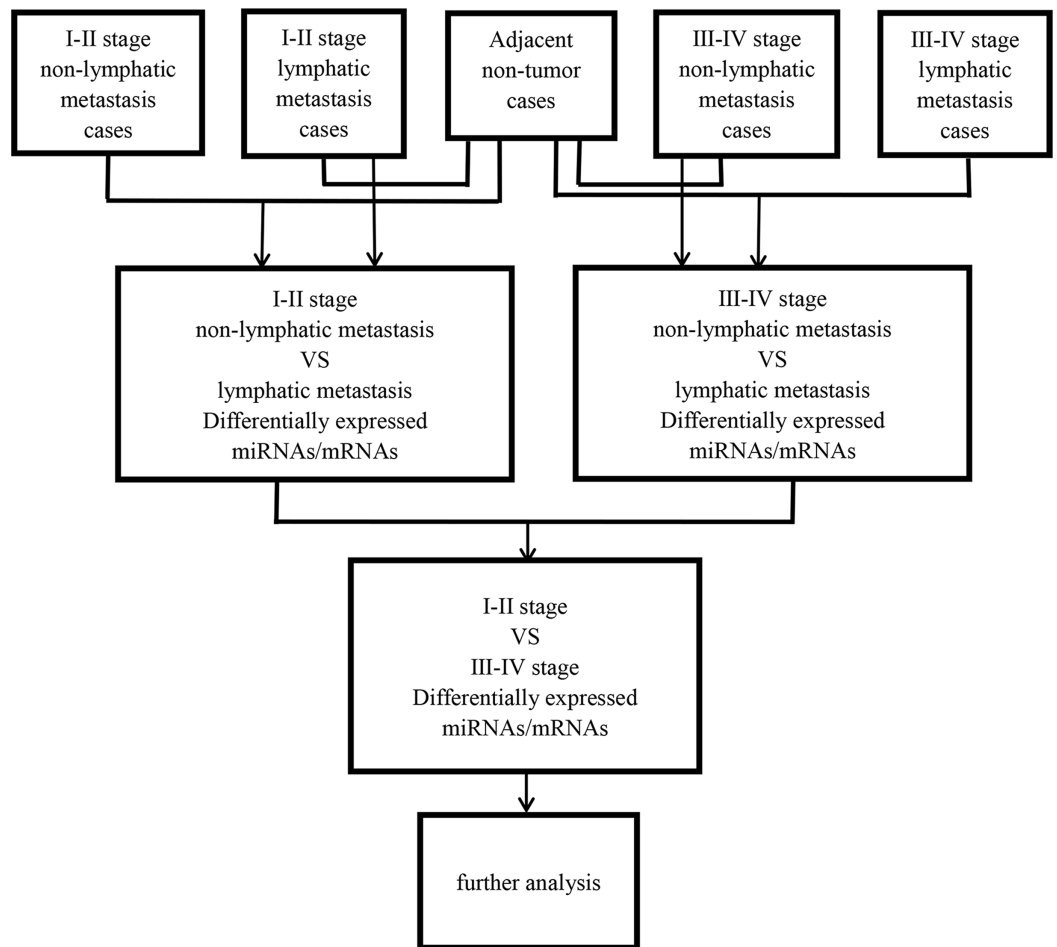 I-II stage
non-lymphatic
metastasis
cases
I-II stage
lymphatic
metastasis
cases
Adjacent
non-tumor
cases
III-IV stage
non-lymphatic
metastasis
cases
III-IV stage
lymphatic
metastasis
cases
I-II stage
non-lymphatic metastasis
VS
lymphatic metastasis
Differentially expressed
miRNAs/mRNAs
III-IV stage
non-lymphatic metastasis
VS
lymphatic metastasis
Differentially expressed
miRNAs/mRNAs
I-II stage
VS
III-IV stage
Differentially expressed
miRNAs/mRNAs
further analysis